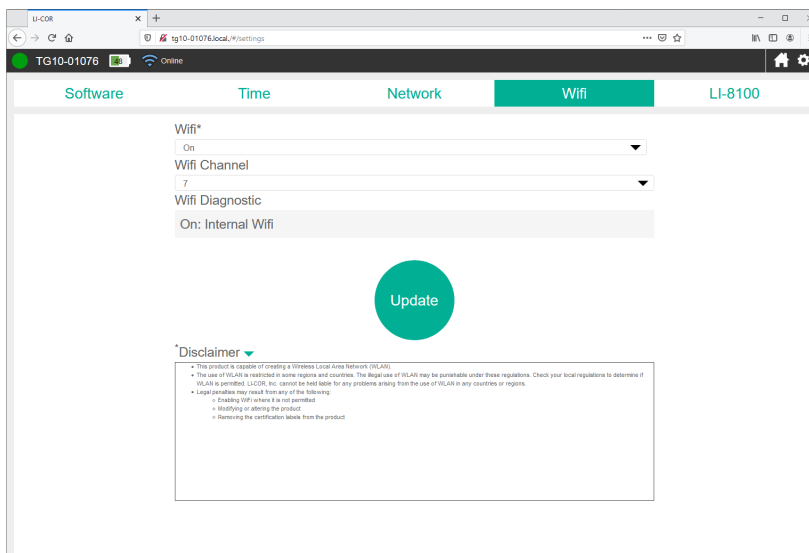 LI-COR
tg10-01076.local./#/settings
TG10-01076 48 Online
Software Time Network Wifi LI-8100
Wifi*
On
Wifi Channel
7
Wifi Diagnostic
On: Internal Wifi
Update
*Disclaimer
This product is capable of creating a Wireless Local Area Network (WLAN).
The use of WLAN is restricted in some regions and countries. The illegal use of WLAN may be punishable under these regulations. Check your local regulations to determine if
WLAN is permitted. LI-COR, Inc. cannot be held liable for any problems arising from the use of WLAN in any countries or regions.
Legal penalties may result from any of the following:
Enabling WiFi where it is not permitted
Modifying or altering the product
Removing the certification labels from the product